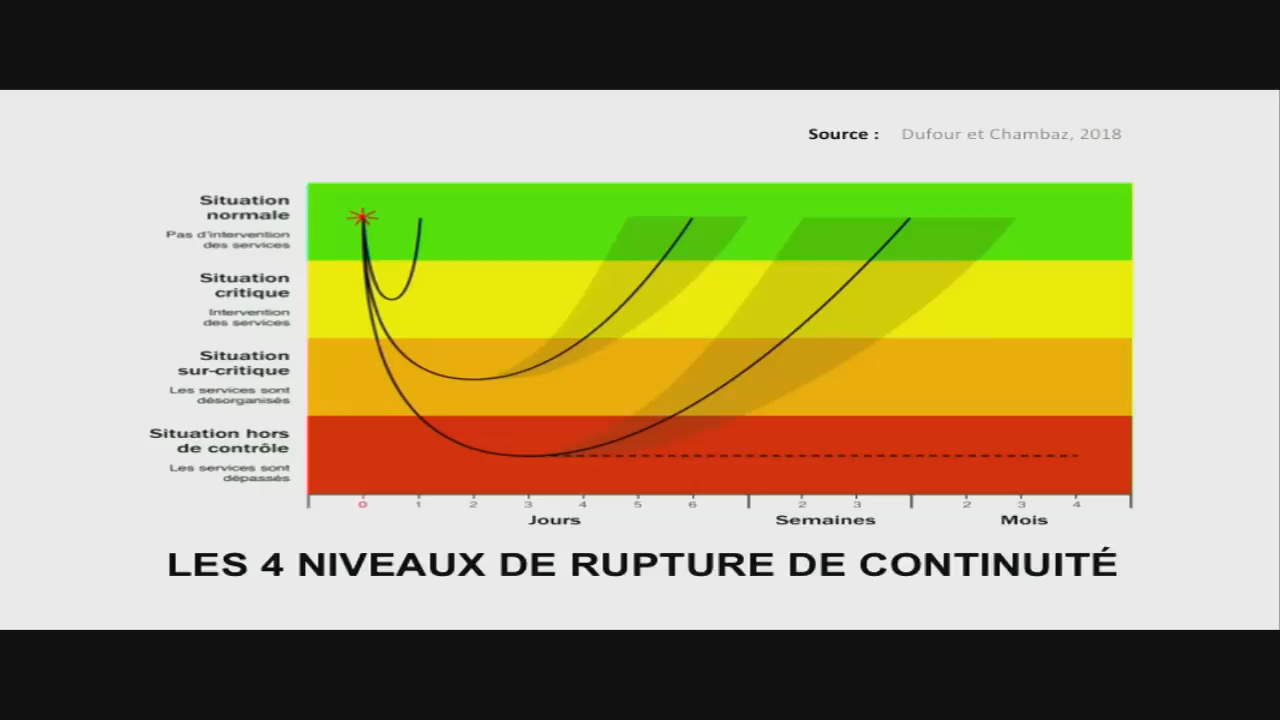 Source : Dufour et Chambaz, 2018
Situation
normale
Pas d'intervention
des services
Situation
critique
Intervention
des services
Situation
sur-critique
Les services sont
désorganisés
Situation hors
de contrôle
Les services sont
dépassés
0 1 2 3 4 5 6 2 3 2 3 4
Jours Semaines Mois
LES 4 NIVEAUX DE RUPTURE DE CONTINUITÉ